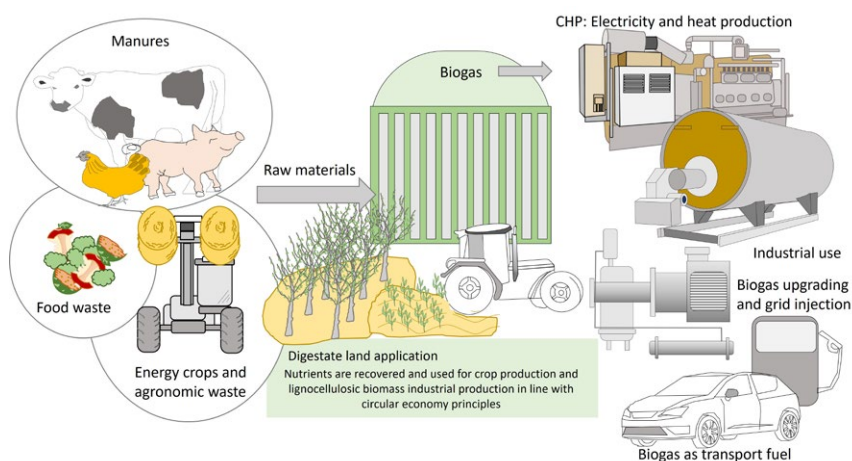 Manures
Food waste
Energy crops and
agronomic waste
Raw materials
Biogas
Digestate land application
Nutrients are recovered and used for crop production and
lignocellulosic biomass industrial production in line with
circular economy principles
CHP: Electricity and heat production
Industrial use
Biogas upgrading
and grid injection
Biogas as transport fuel